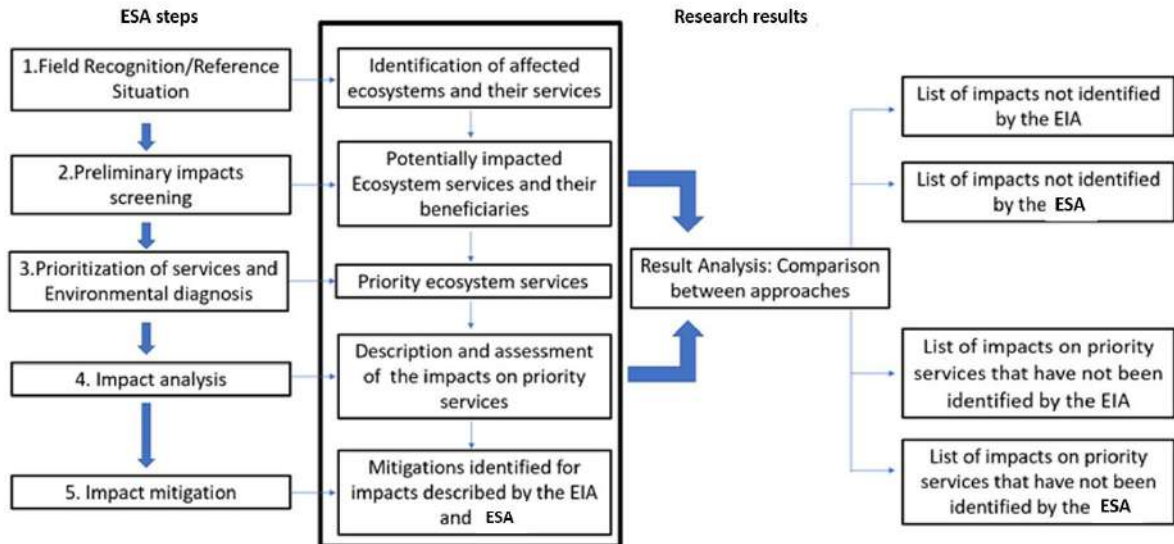 ESA steps
Research results
1.Field Recognition/Reference
Situation
2.Preliminary impacts
screening
3.Prioritization of services and
Environmental diagnosis
4. Impact analysis
5. Impact mitigation
Identification of affected
ecosystems and their services
Potentially impacted
Ecosystem services and their
beneficiaries
Priority ecosystem services
Description and assessment
of the impacts on priority
services
Mitigations identified for
impacts described by the EIA
and ESA
Result Analysis: Comparison
between approaches
List of impacts not identified
by the EIA
List of impacts not identified
by the ESA
List of impacts on priority
services that have not been
identified by the EIA
List of impacts on priority
services that have not been
identified by the ESA